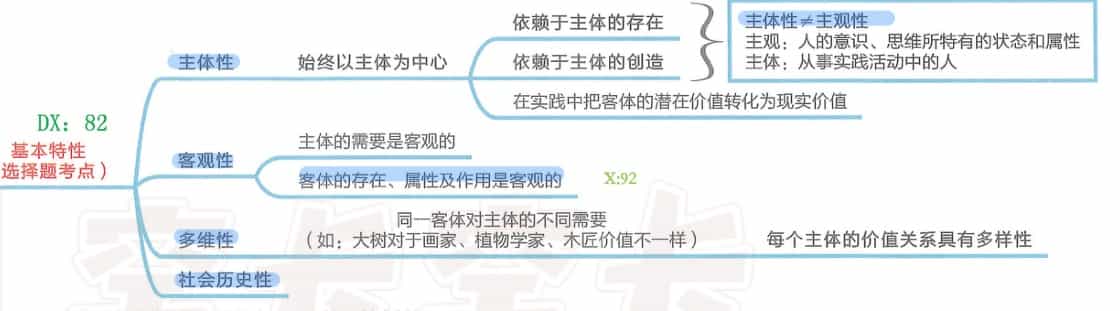 DX：82
基本特性
选择题考点）
主体性
始终以主体为中心
依赖于主体的存在
依赖于主体的创造
在实践中把客体的潜在价值转化为现实价值
主体性≠主观性
主观：人的意识、思维所特有的状态和属性
主体：从事实践活动中的人
客观性
主体的需要是客观的
客体的存在、属性及作用是客观的
X:92
多维性
同一客体对主体的不同需要
（如：大树对于画家、植物学家、木匠价值不一样）
每个主体的价值关系具有多样性
社会历史性